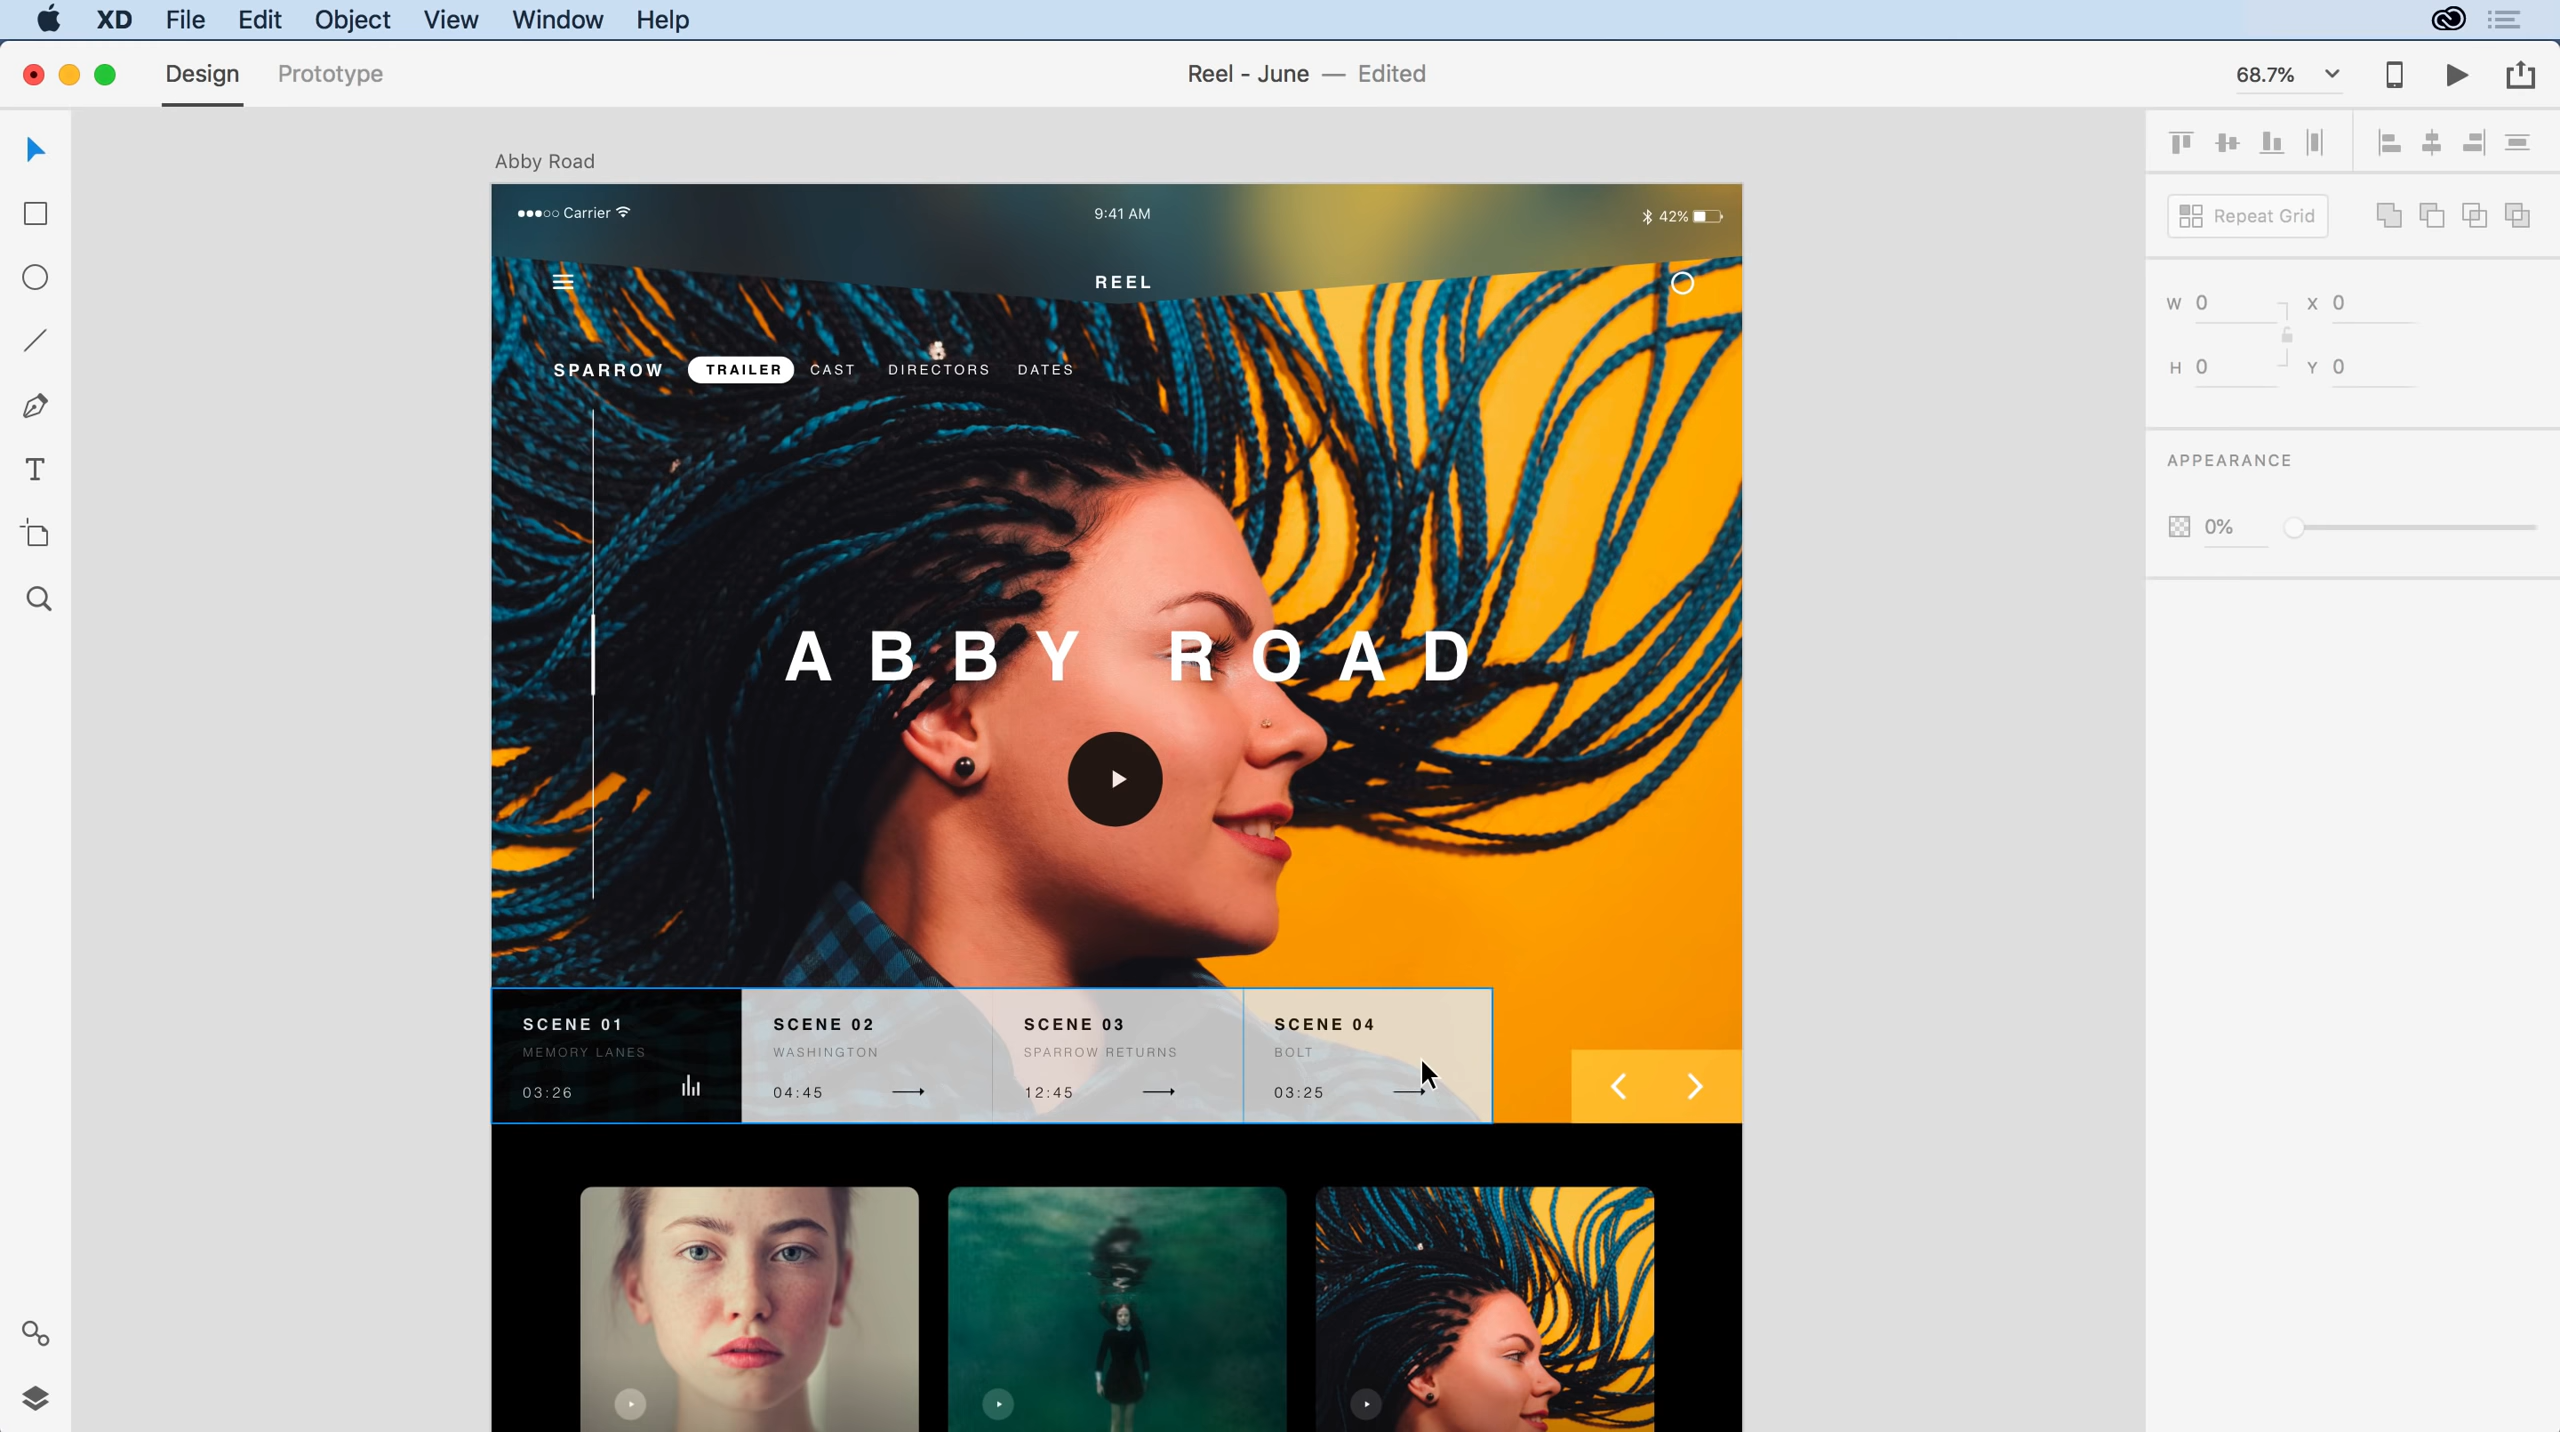 XD File Edit Object View Window Help
Design Prototype Reel - June — Edited 68.7%
Abby Road
Carrier 9:41 AM 42%
REEL
SPARROW TRAILER CAST DIRECTORS DATES
ABBY ROAD
SCENE 01 SCENE 02 SCENE 03 SCENE 04
MEMORY LANES WASHINGTON SPARROW RETURNS BOLT
03:26 04:45 12:45 03:25
Repeat Grid
W 0 X 0
H 0 Y 0
APPEARANCE
0%